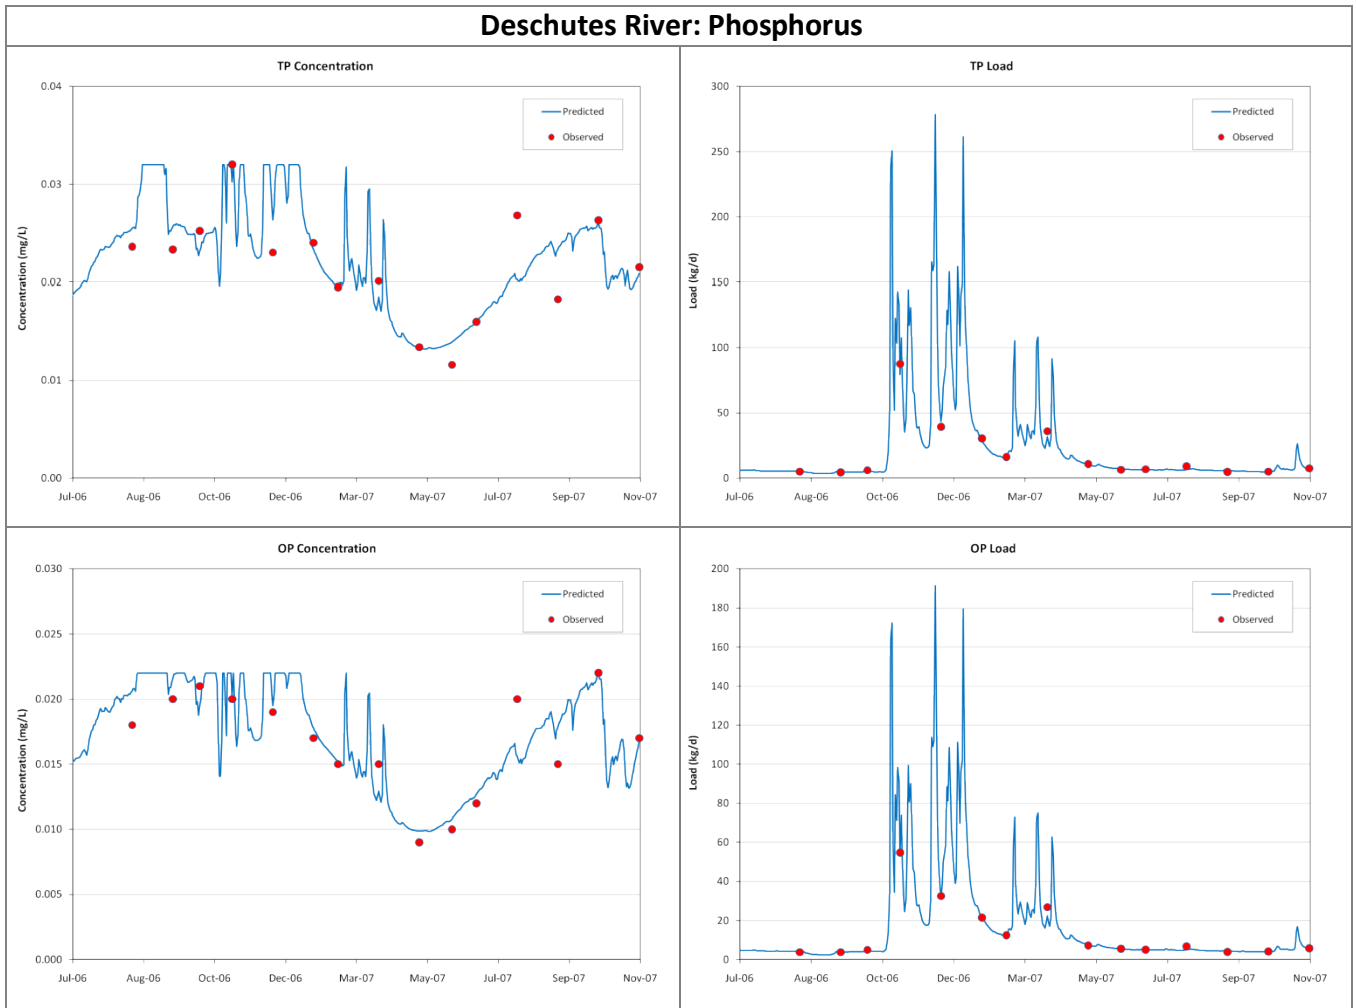 Deschutes River: Phosphorus
TP Concentration
Concentration (mg/L)
0.04
0.03
0.02
0.01
0.00
Jul-06 Aug-06 Oct-06 Dec-06 Mar-07 May-07 Jul-07 Sep-07 Nov-07
Predicted
Observed
TP Load
Load (kg/d)
300
250
200
150
100
50
0
Jul-06 Aug-06 Oct-06 Dec-06 Mar-07 May-07 Jul-07 Sep-07 Nov-07
Predicted
Observed
OP Concentration
Concentration (mg/L)
0.030
0.025
0.020
0.015
0.010
0.005
0.000
Jul-06 Aug-06 Oct-06 Dec-06 Mar-07 May-07 Jul-07 Sep-07 Nov-07
Predicted
Observed
OP Load
Load (kg/d)
200
180
160
140
120
100
80
60
40
20
0
Jul-06 Aug-06 Oct-06 Dec-06 Mar-07 May-07 Jul-07 Sep-07 Nov-07
Predicted
Observed